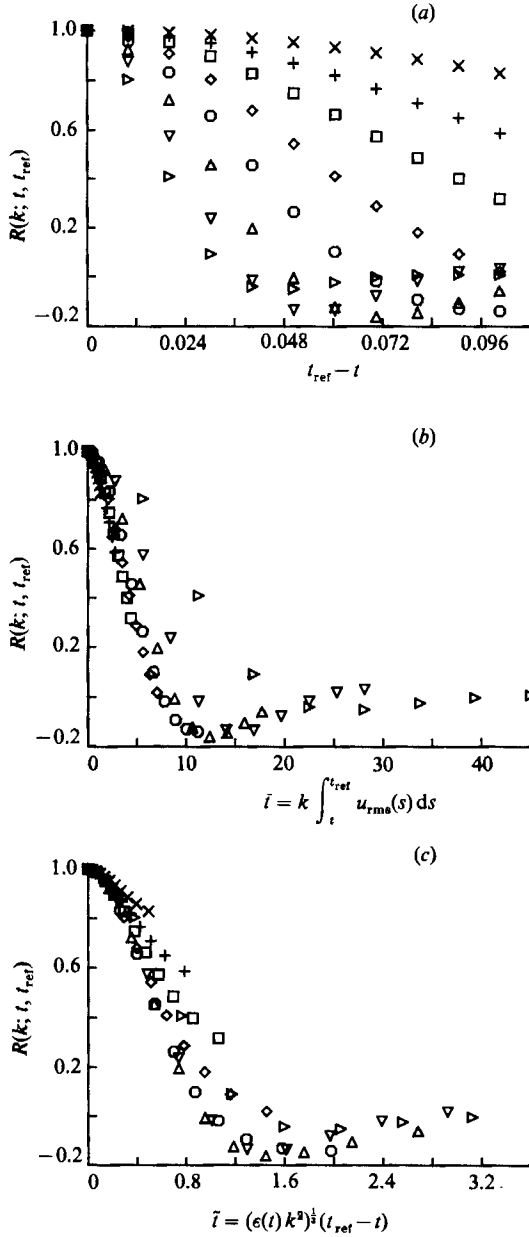 (a)
1.0
0.6
0.2
−0.2
R(k; t, t_ref)
0 0.024 0.048 0.072 0.096
t_ref − t
(b)
1.0
0.6
0.2
−0.2
R(k; t, t_ref)
0 10 20 30 40
t̄ = k ∫_t^{t_ref} u_rms(s) ds
(c)
1.0
0.6
0.2
−0.2
R(k; t, t_ref)
0 0.8 1.6 2.4 3.2
t̃ = (ϵ(t) k²)^{1/3} (t_ref − t)